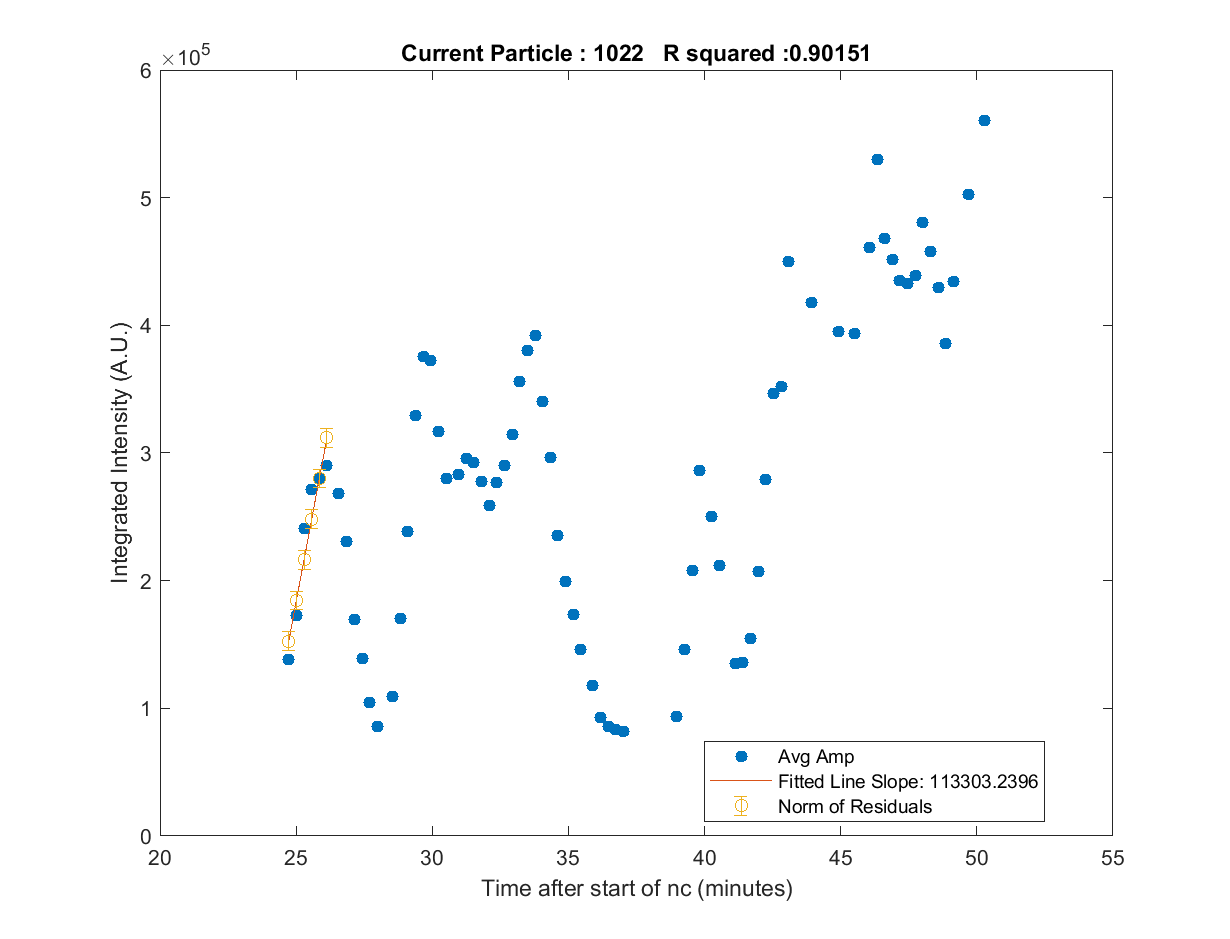 Current Particle : 1022 R squared :0.90151
×10^5
6
5
4
3
2
1
0
Integrated Intensity (A.U.)
20 25 30 35 40 45 50 55
Time after start of nc (minutes)
Avg Amp
Fitted Line Slope: 113303.2396
Norm of Residuals